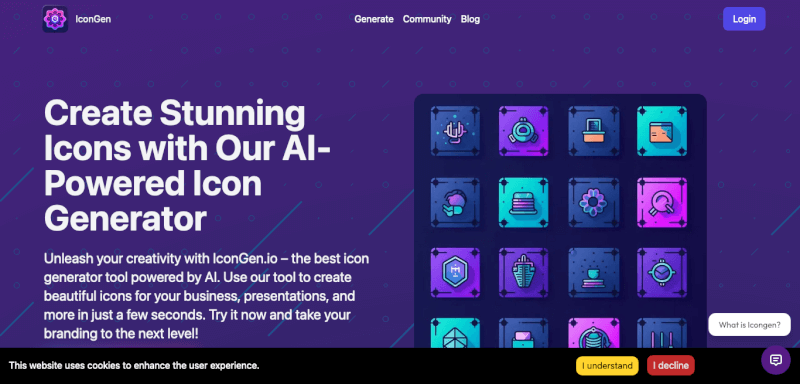 IconGen
Generate Community Blog
Login
Create Stunning
Icons with Our AI-
Powered Icon
Generator
Unleash your creativity with IconGen.io – the best icon
generator tool powered by AI. Use our tool to create
beautiful icons for your business, presentations, and
more in just a few seconds. Try it now and take your
branding to the next level!
What is Icongen?
This website uses cookies to enhance the user experience.
I understand
I decline